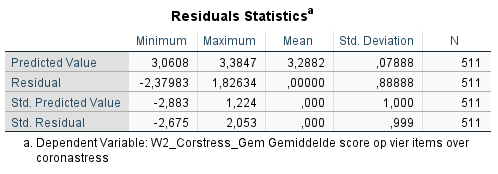 Residuals Statisticsa
Minimum Maximum Mean Std. Deviation N
Predicted Value 3,0608 3,3847 3,2882 ,07888 511
Residual -2,37983 1,82634 ,00000 ,88888 511
Std. Predicted Value -2,883 1,224 ,000 1,000 511
Std. Residual -2,675 2,053 ,000 ,999 511
a. Dependent Variable: W2_Corstress_Gem Gemiddelde score op vier items over
coronastress